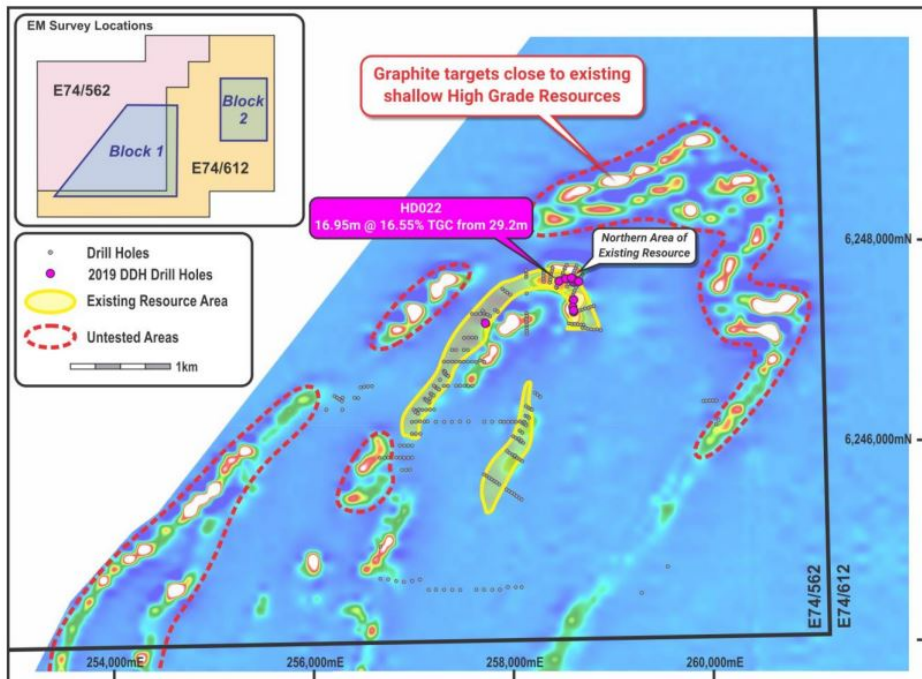 EM Survey Locations
E74/562
Block
2
Block 1
E74/612
Graphite targets close to existing
shallow High Grade Resources
HD022
16.95m @ 16.55% TGC from 29.2m
Northern Area of
Existing Resource
Drill Holes
2019 DDH Drill Holes
Existing Resource Area
Untested Areas
1km
6,248,000mN
6,246,000mN
E74/562
E74/612
254,000mE
256,000mE
258,000mE
260,000mE